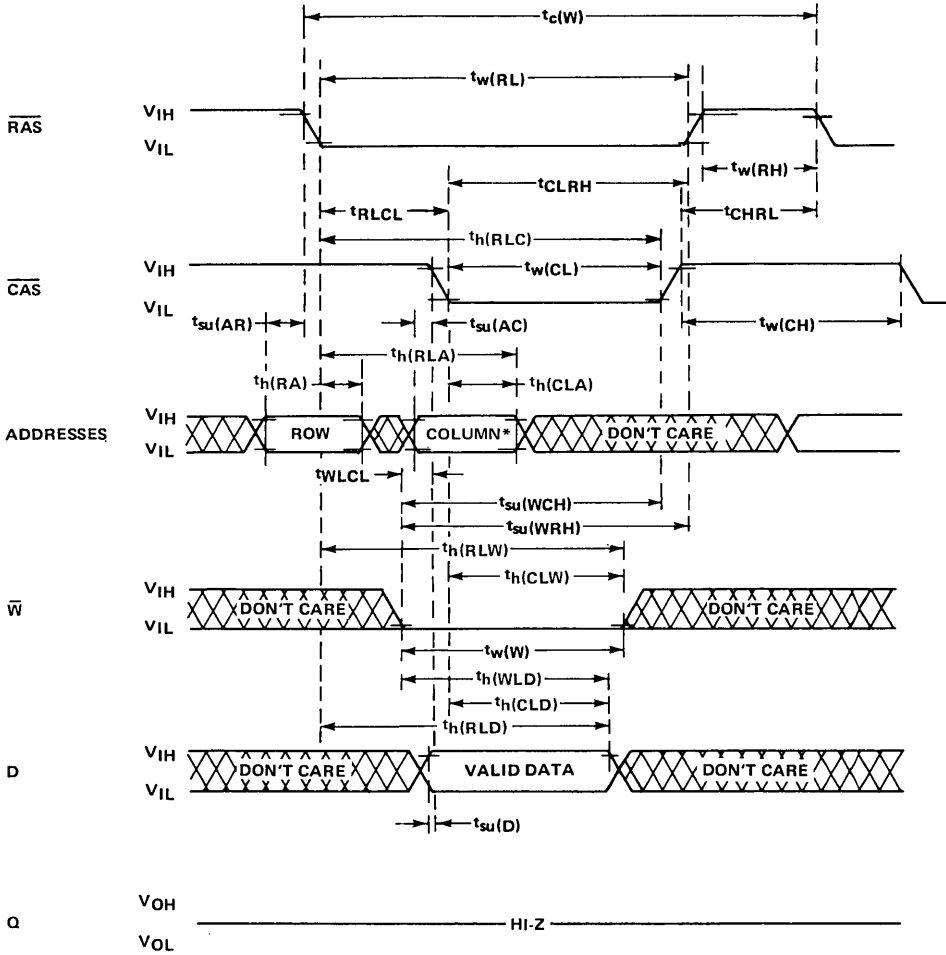 tc(W)
tw(RL)
RAS
VIH
VIL
tw(RH)
tCLRH
tRLCL
tCHRL
th(RLC)
CAS
VIH
VIL
tw(CL)
tsu(AR)
tsu(AC)
tw(CH)
th(RLA)
th(RA)
th(CLA)
ADDRESSES
VIH
VIL
ROW
COLUMN*
DON'T CARE
tWLCL
tsu(WCH)
tsu(WRH)
th(RLW)
th(CLW)
W
VIH
VIL
DON'T CARE
DON'T CARE
tw(W)
th(WLD)
th(CLD)
th(RLD)
D
VIH
VIL
DON'T CARE
VALID DATA
DON'T CARE
tsu(D)
Q
VOH
VOL
HI-Z